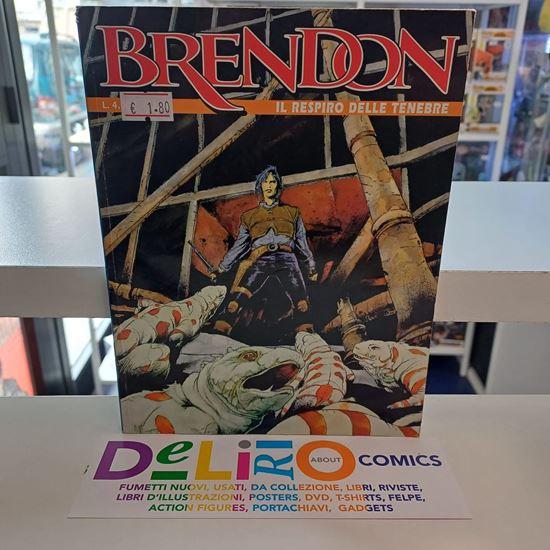 BRENDON
L. 4.
€ 1.80
IL RESPIRO DELLE TENEBRE
DeLiRiO ABOUT COMICS
FUMETTI NUOVI, USATI, DA COLLEZIONE, LIBRI, RIVISTE,
LIBRI D'ILLUSTRAZIONI, POSTERS, DVD, T-SHIRTS, FELPE,
ACTION FIGURES, PORTACHIAVI, GADGETS